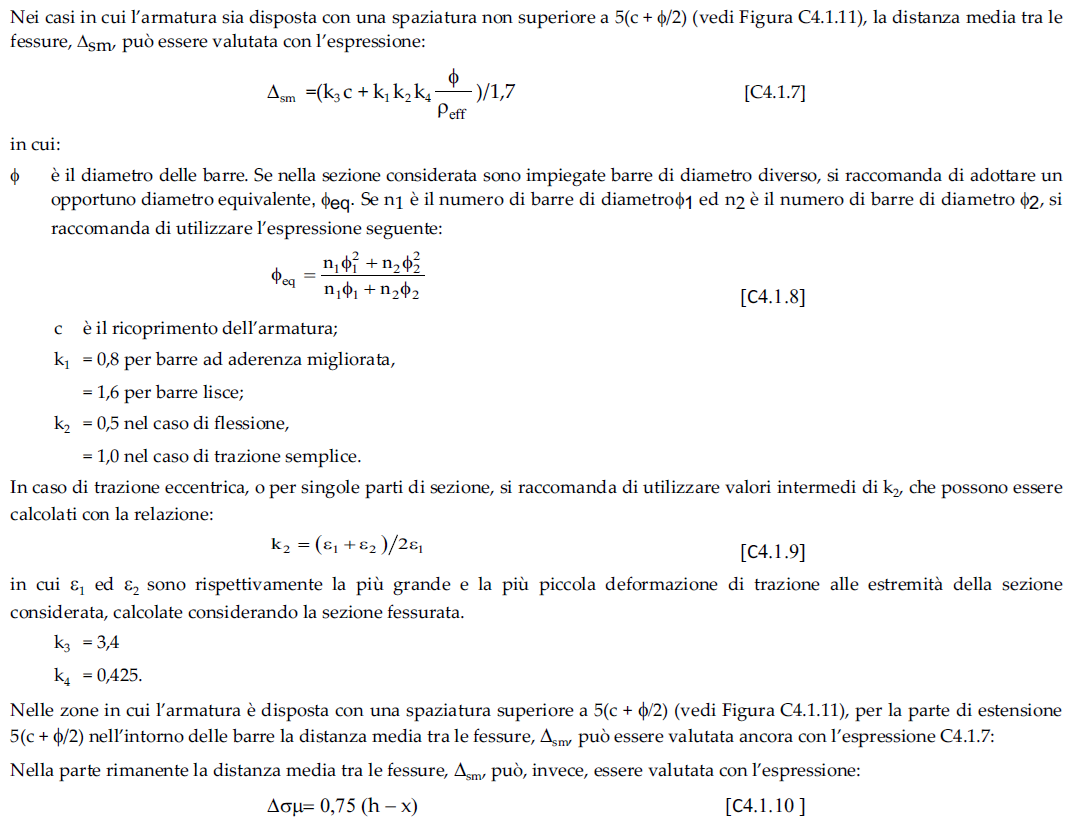 Nei casi in cui l'armatura sia disposta con una spaziatura non superiore a 5(c + ϕ/2) (vedi Figura C4.1.11), la distanza media tra le
fessure, Δsm, può essere valutata con l'espressione:
Δsm =(k3 c + k1 k2 k4 ϕ/ρeff )/1,7 [C4.1.7]
in cui:
ϕ è il diametro delle barre. Se nella sezione considerata sono impiegate barre di diametro diverso, si raccomanda di adottare un
opportuno diametro equivalente, ϕeq. Se n1 è il numero di barre di diametroϕ1 ed n2 è il numero di barre di diametro ϕ2, si
raccomanda di utilizzare l'espressione seguente:
ϕeq = (n1ϕ1² + n2ϕ2²)/(n1ϕ1 + n2ϕ2) [C4.1.8]
c è il ricoprimento dell'armatura;
k1 = 0,8 per barre ad aderenza migliorata,
= 1,6 per barre lisce;
k2 = 0,5 nel caso di flessione,
= 1,0 nel caso di trazione semplice.
In caso di trazione eccentrica, o per singole parti di sezione, si raccomanda di utilizzare valori intermedi di k2, che possono essere
calcolati con la relazione:
k2 = (ε1 + ε2 )/2ε1 [C4.1.9]
in cui ε1 ed ε2 sono rispettivamente la più grande e la più piccola deformazione di trazione alle estremità della sezione
considerata, calcolate considerando la sezione fessurata.
k3 = 3,4
k4 = 0,425.
Nelle zone in cui l'armatura è disposta con una spaziatura superiore a 5(c + ϕ/2) (vedi Figura C4.1.11), per la parte di estensione
5(c + ϕ/2) nell'intorno delle barre la distanza media tra le fessure, Δsm, può essere valutata ancora con l'espressione C4.1.7:
Nella parte rimanente la distanza media tra le fessure, Δsm, può, invece, essere valutata con l'espressione:
Δσμ= 0,75 (h – x) [C4.1.10 ]